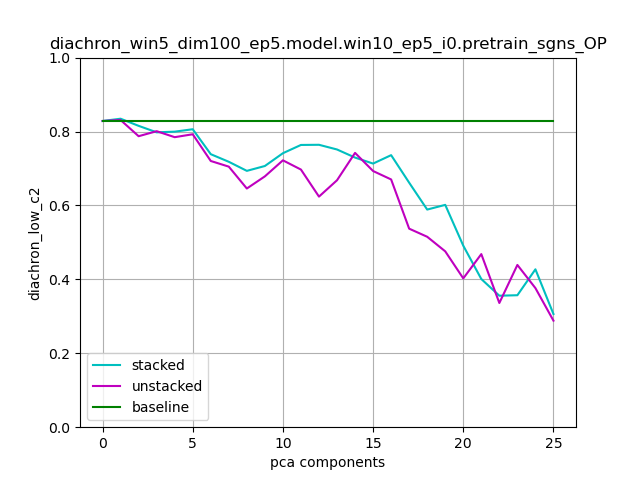 diachron_win5_dim100_ep5.model.win10_ep5_i0.pretrain_sgns_OP
1.0
0.8
0.6
0.4
0.2
0.0
diachron_low_c2
stacked
unstacked
baseline
0 5 10 15 20 25
pca components